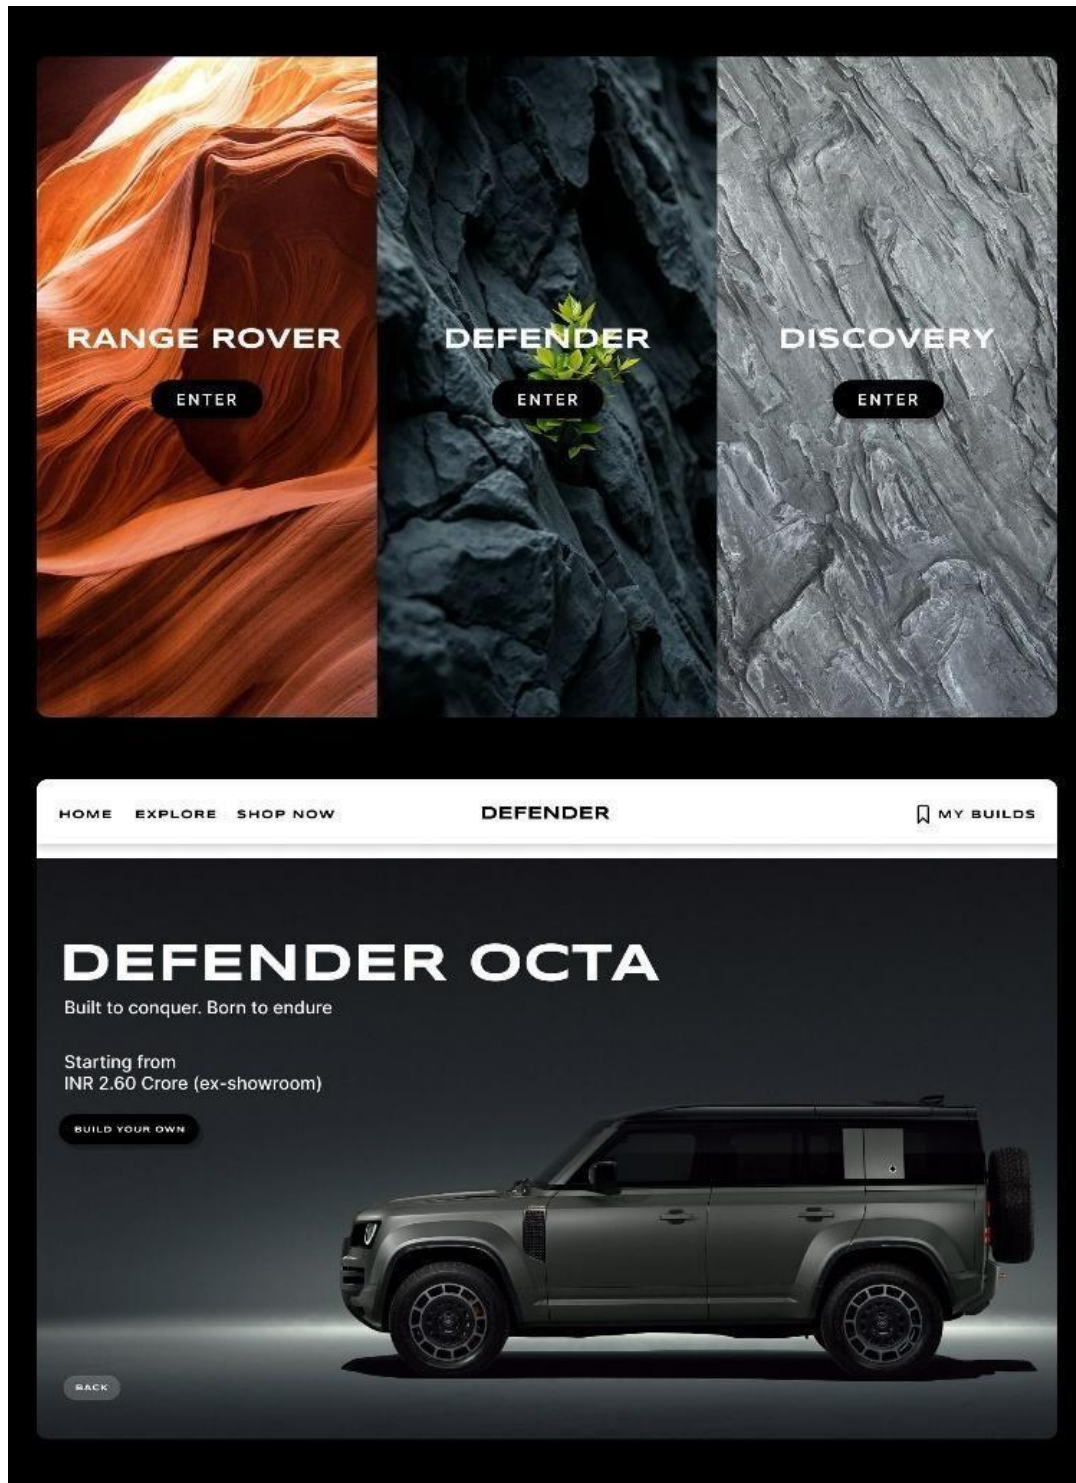 RANGE ROVER
ENTER
DEFENDER
ENTER
DISCOVERY
ENTER
HOME EXPLORE SHOP NOW DEFENDER MY BUILDS
DEFENDER OCTA
Built to conquer. Born to endure
Starting from
INR 2.60 Crore (ex-showroom)
BUILD YOUR OWN
BACK